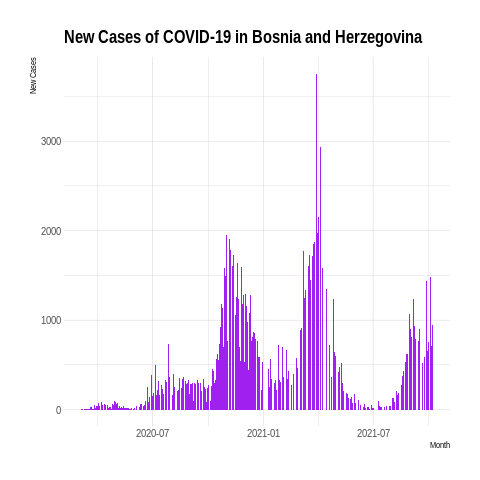 New Cases of COVID-19 in Bosnia and Herzegovina
New Cases
3000
2000
1000
0
2020-07 2021-01 2021-07
Month